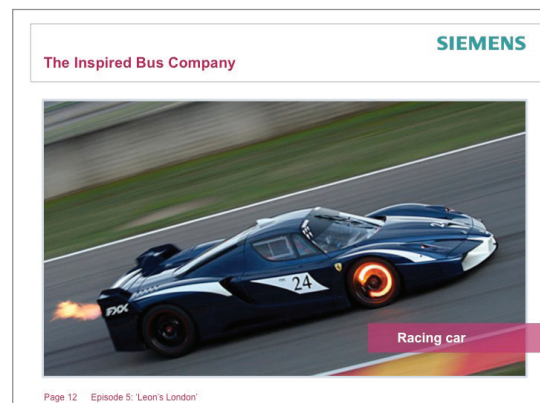 SIEMENS
The Inspired Bus Company
24
FXX
Racing car
Page 12 Episode 5: 'Leon's London'